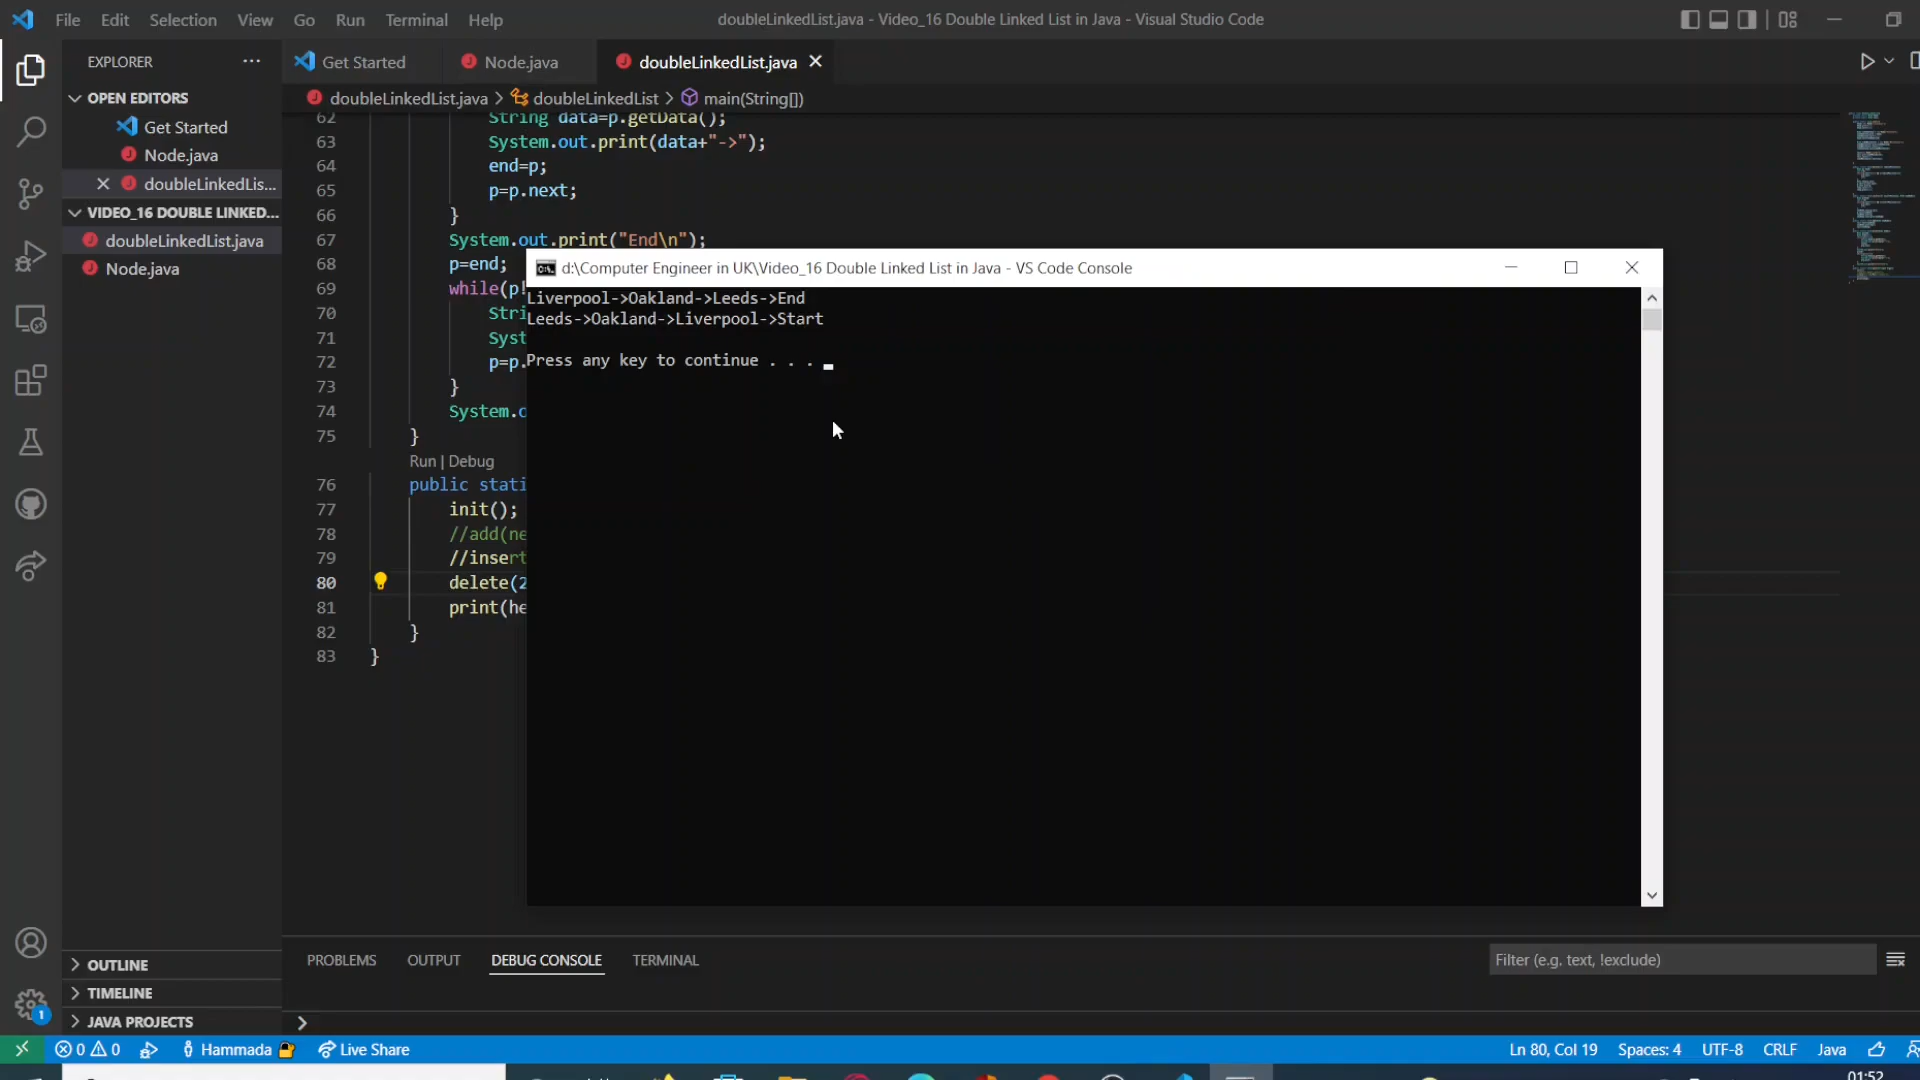 File Edit Selection View Go Run Terminal Help
doubleLinkedList.java - Video_16 Double Linked List in Java - Visual Studio Code
EXPLORER
Get Started
Node.java
doubleLinkedList.java
OPEN EDITORS
Get Started
Node.java
doubleLinkedLis...
VIDEO_16 DOUBLE LINKED...
doubleLinkedList.java
Node.java
doubleLinkedList.java > doubleLinkedList > main(String[])
62 String data=p.getData();
63 System.out.print(data+"->");
64 end=p;
65 p=p.next;
66 }
67 System.out.print("End\n");
68 p=end;
69 while(p!
70 Stri
71 Syst
72 p=p.
73 }
74 System.o
75 }
Run | Debug
76 public stati
77 init();
78 //add(ne
79 //insert
80 delete(2
81 print(he
82 }
83 }
d:\Computer Engineer in UK\Video_16 Double Linked List in Java - VS Code Console
Liverpool->Oakland->Leeds->End
Leeds->Oakland->Liverpool->Start
Press any key to continue . . .
OUTLINE
TIMELINE
JAVA PROJECTS
PROBLEMS OUTPUT DEBUG CONSOLE TERMINAL
Filter (e.g. text, !exclude)
1
0 0 Hammada Live Share
Ln 80, Col 19 Spaces: 4 UTF-8 CRLF Java
01:52